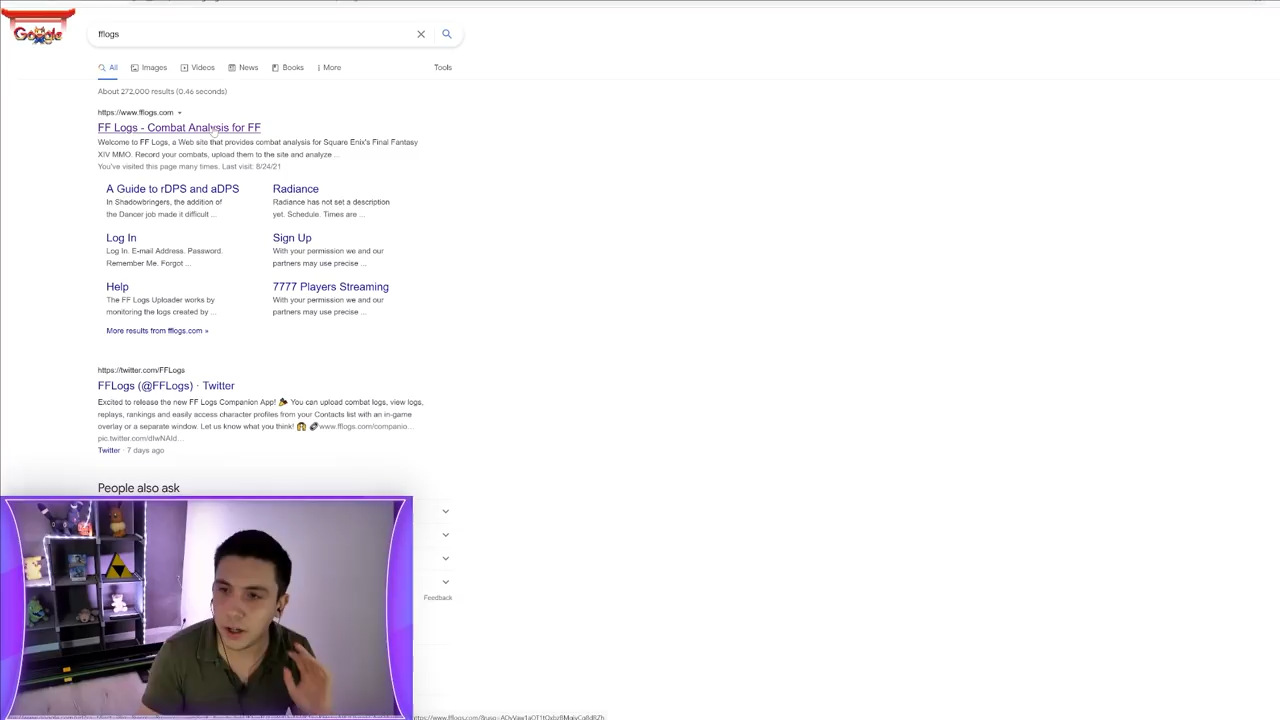 Google
fflogs
All Images Videos News Books More Tools
About 272,000 results (0.46 seconds)
https://www.fflogs.com
FF Logs - Combat Analysis for FF
Welcome to FF Logs, a Web site that provides combat analysis for Square Enix's Final Fantasy
XIV MMO. Record your combats, upload them to the site and analyze ...
You've visited this page many times. Last visit: 8/24/21
A Guide to rDPS and aDPS
In Shadowbringers, the addition of
the Dancer job made it difficult ...
Radiance
Radiance has not set a description
yet. Schedule. Times are ...
Log In
Log In. E-mail Address. Password.
Remember Me. Forgot ...
Sign Up
With your permission we and our
partners may use precise ...
Help
The FF Logs Uploader works by
monitoring the logs created by ...
7777 Players Streaming
With your permission we and our
partners may use precise ...
More results from fflogs.com »
https://twitter.com/FFLogs
FFLogs (@FFLogs) · Twitter
Excited to release the new FF Logs Companion App! You can upload combat logs, view logs,
replays, rankings and easily access character profiles from your Contacts list with an in-game
overlay or a separate window. Let us know what you think! www.fflogs.com/companio...
pic.twitter.com/dIwNAId...
Twitter · 7 days ago
People also ask
Feedback